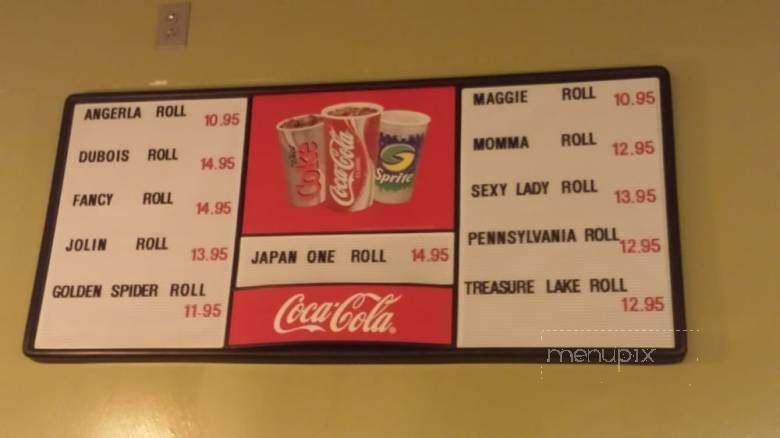 ANGERLA ROLL 10.95
DUBOIS ROLL 14.95
FANCY ROLL 14.95
JOLIN ROLL 13.95
GOLDEN SPIDER ROLL
11-95
Coke
Coca-Cola
Sprite
JAPAN ONE ROLL 14.95
Coca-Cola
MAGGIE ROLL 10.95
MOMMA ROLL 12.95
SEXY LADY ROLL 13.95
PENNSYLVANIA ROLL 12.95
TREASURE LAKE ROLL
12.95
menupix